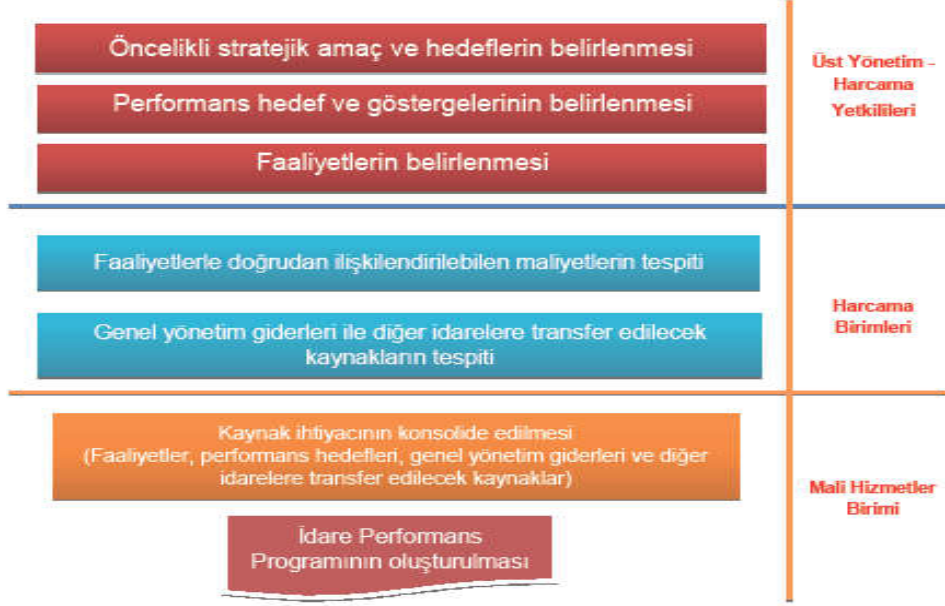 Öncelikli stratejik amaç ve hedeflerin belirlenmesi
Performans hedef ve göstergelerinin belirlenmesi
Faaliyetlerin belirlenmesi
Üst Yönetim -
Harcama
Yetkilileri
Faaliyetlerle doğrudan ilişkilendirilebilen maliyetlerin tespiti
Genel yönetim giderleri ile diğer idarelere transfer edilecek
kaynakların tespiti
Harcama
Birimleri
Kaynak ihtiyacının konsolide edilmesi
(Faaliyetler, performans hedefleri, genel yönetim giderleri ve diğer
idarelere transfer edilecek kaynaklar)
İdare Performans
Programının oluşturulması
Mali Hizmetler
Birimi